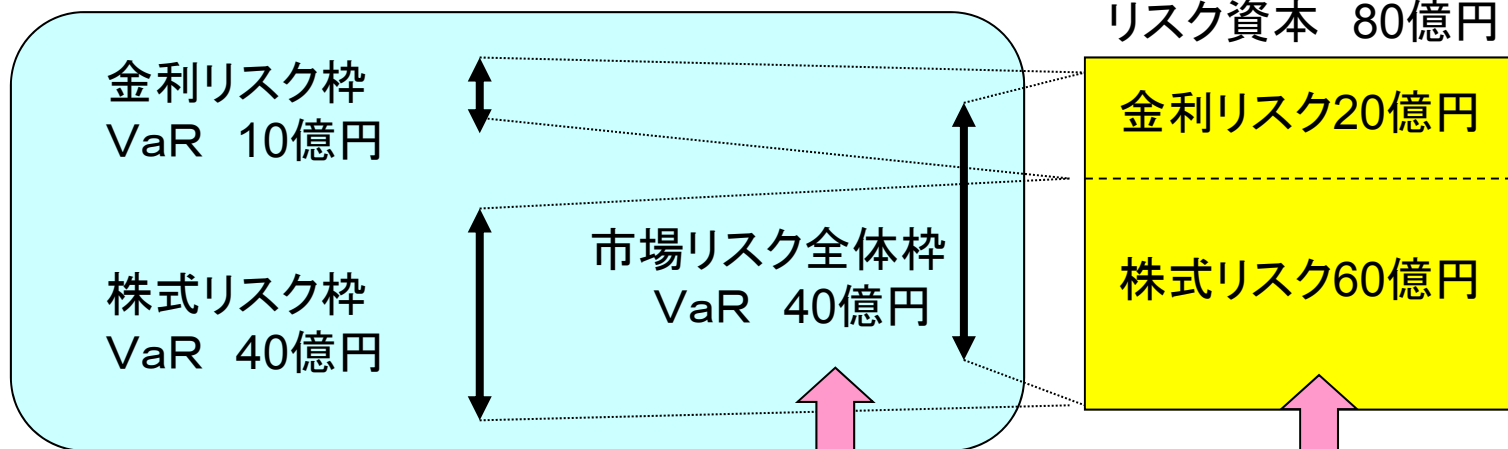 リスク資本　80億円
金利リスク枠
ＶａＲ　10億円
金利リスク20億円
市場リスク全体枠
ＶａＲ　40億円
株式リスク枠
ＶａＲ　40億円
株式リスク60億円